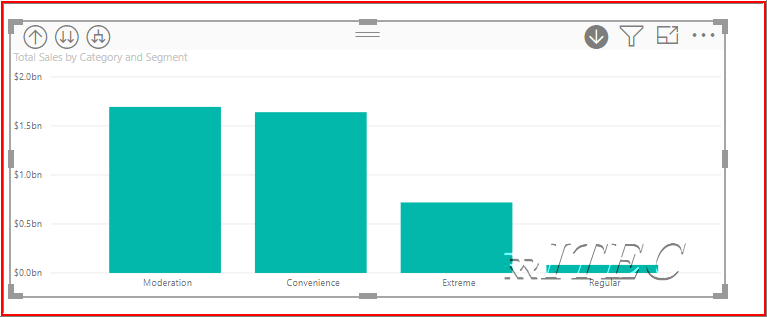 Total Sales by Category and Segment
$2.0bn
$1.5bn
$1.0bn
$0.5bn
$0.0bn
Moderation Convenience Extreme Regular